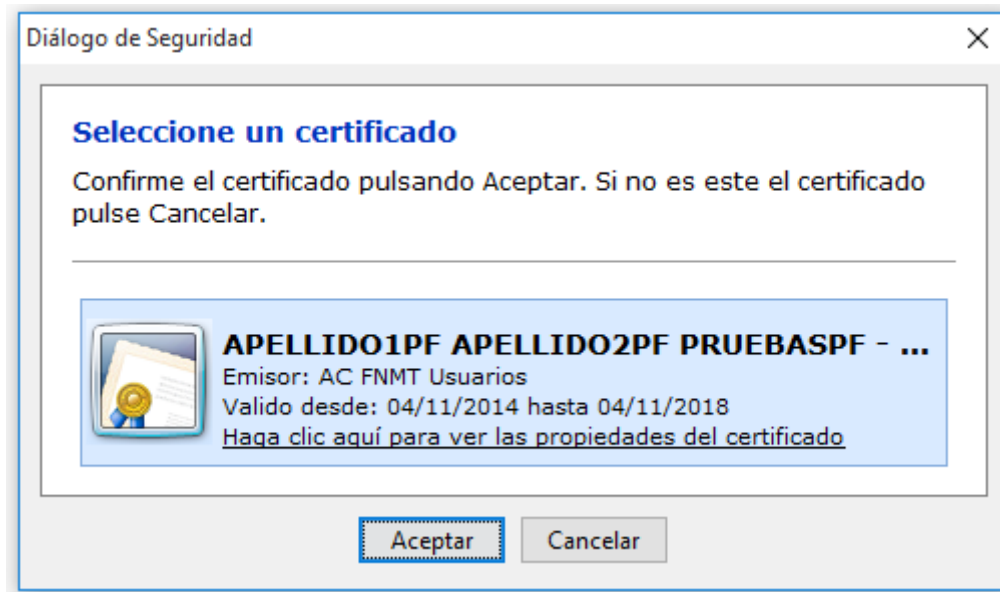 Diálogo de Seguridad
Seleccione un certificado
Confirme el certificado pulsando Aceptar. Si no es este el certificado
pulse Cancelar.
APELLIDO1PF APELLIDO2PF PRUEBASPF - ...
Emisor: AC FNMT Usuarios
Valido desde: 04/11/2014 hasta 04/11/2018
Haga clic aquí para ver las propiedades del certificado
Aceptar Cancelar